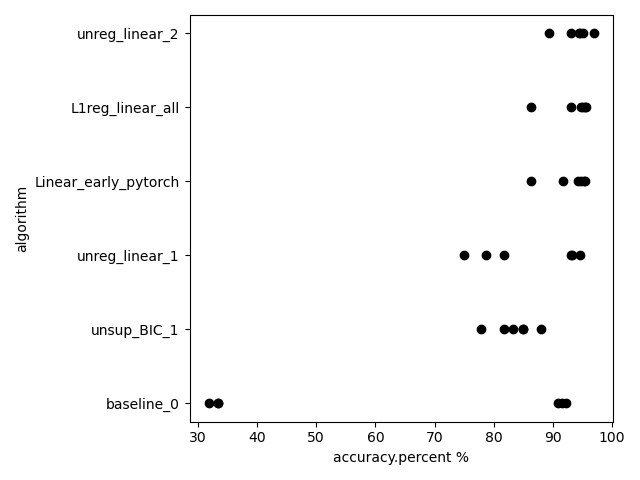 unreg_linear_2
L1reg_linear_all
Linear_early_pytorch
unreg_linear_1
unsup_BIC_1
baseline_0
algorithm
30 40 50 60 70 80 90 100
accuracy.percent %